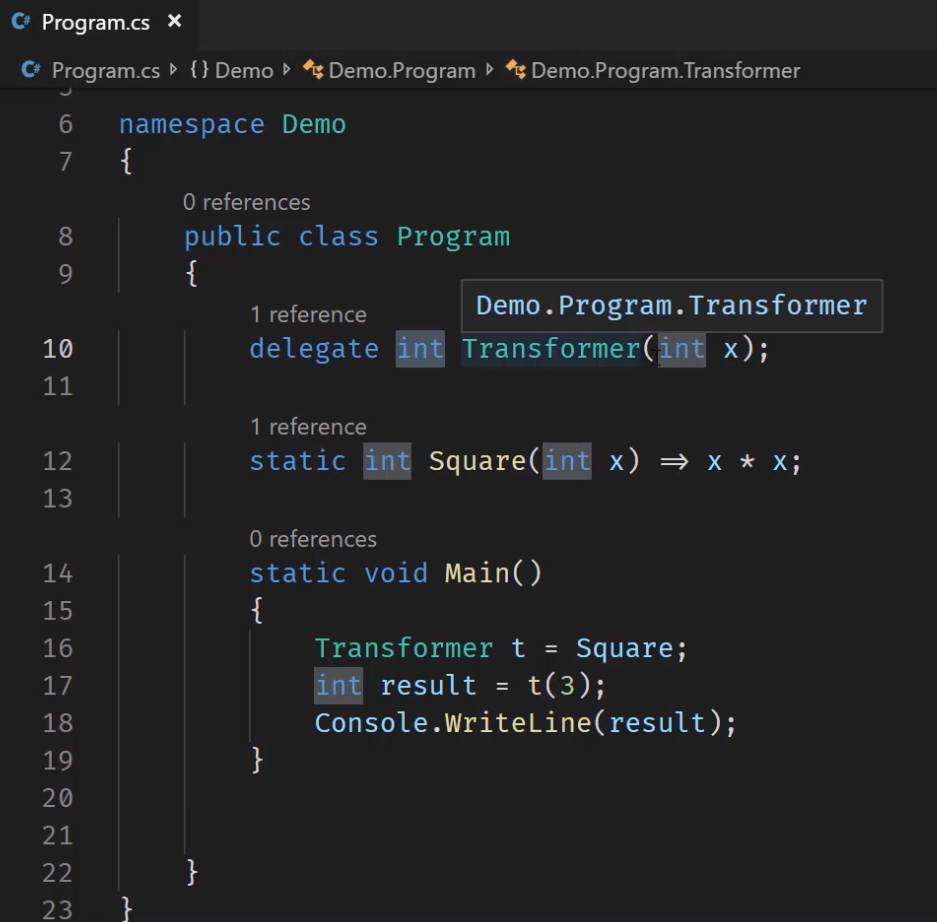 C# Program.cs ×
C# Program.cs {} Demo Demo.Program Demo.Program.Transformer
5
6 namespace Demo
7 {
0 references
8 public class Program
9 {
1 reference
Demo.Program.Transformer
10 delegate int Transformer(int x);
11
1 reference
12 static int Square(int x) => x * x;
13
0 references
14 static void Main()
15 {
16 Transformer t = Square;
17 int result = t(3);
18 Console.WriteLine(result);
19 }
20
21
22 }
23 }